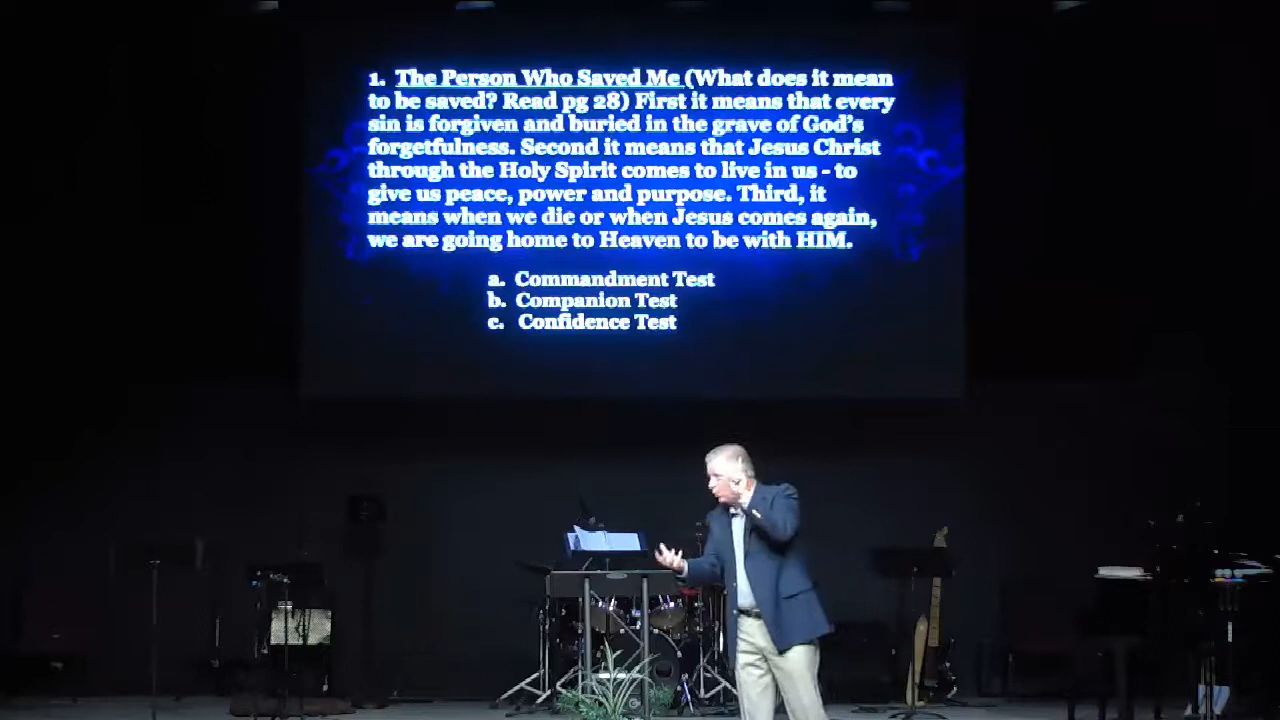 1. The Person Who Saved Me (What does it mean
to be saved? Read pg 28) First it means that every
sin is forgiven and buried in the grave of God's
forgetfulness. Second it means that Jesus Christ
through the Holy Spirit comes to live in us - to
give us peace, power and purpose. Third, it
means when we die or when Jesus comes again,
we are going home to Heaven to be with HIM.
a. Commandment Test
b. Companion Test
c. Confidence Test